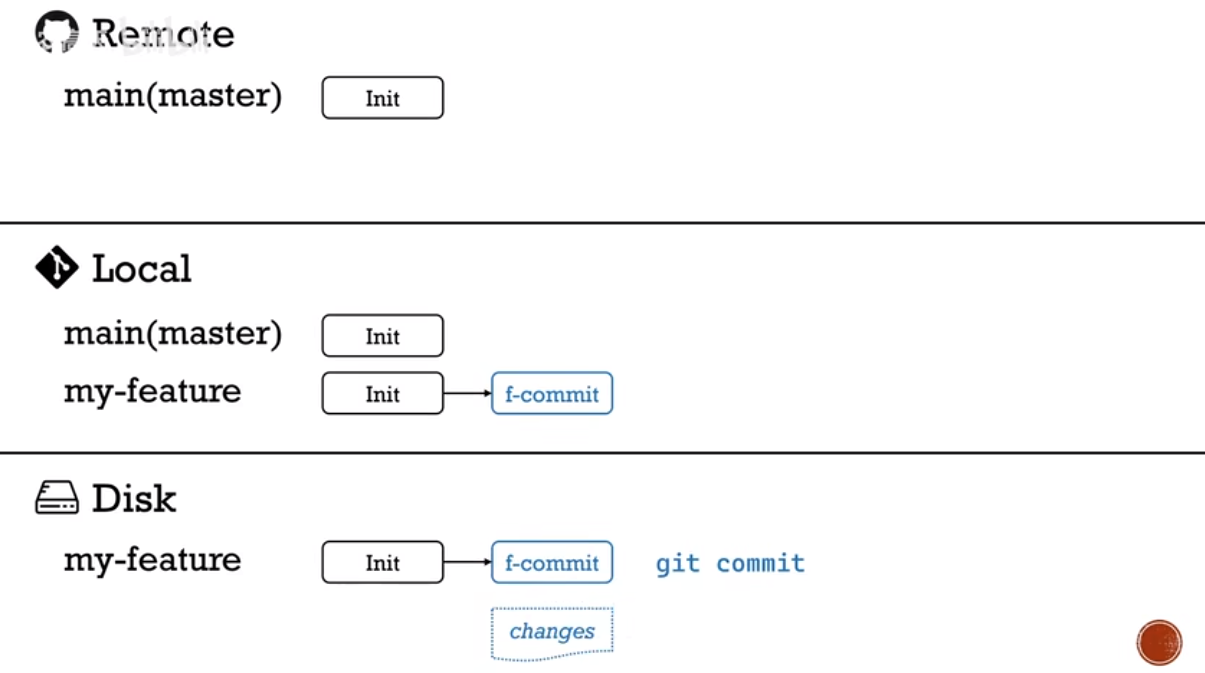 Remote
main(master) Init
Local
main(master) Init
my-feature Init f-commit
Disk
my-feature Init f-commit git commit
changes